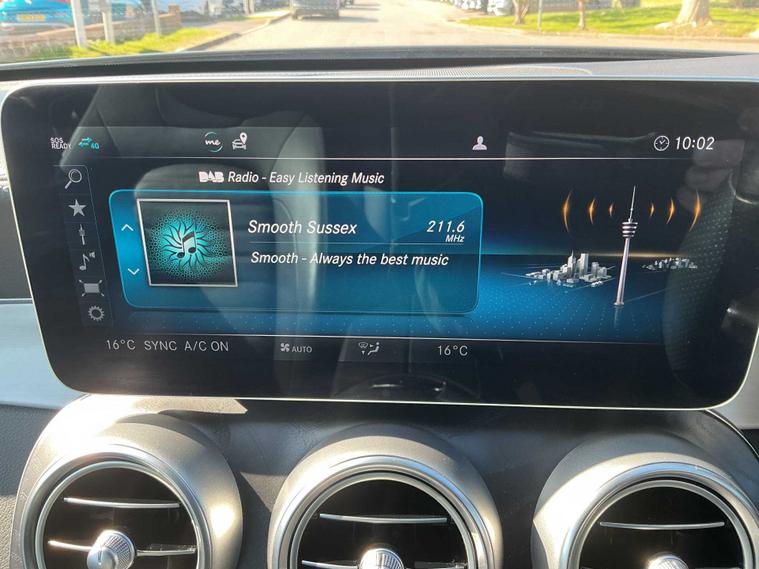 SOS
READY
4G
me
10:02
DAB Radio - Easy Listening Music
Smooth Sussex
211.6
MHz
Smooth - Always the best music
16°C SYNC A/C ON
AUTO
16°C